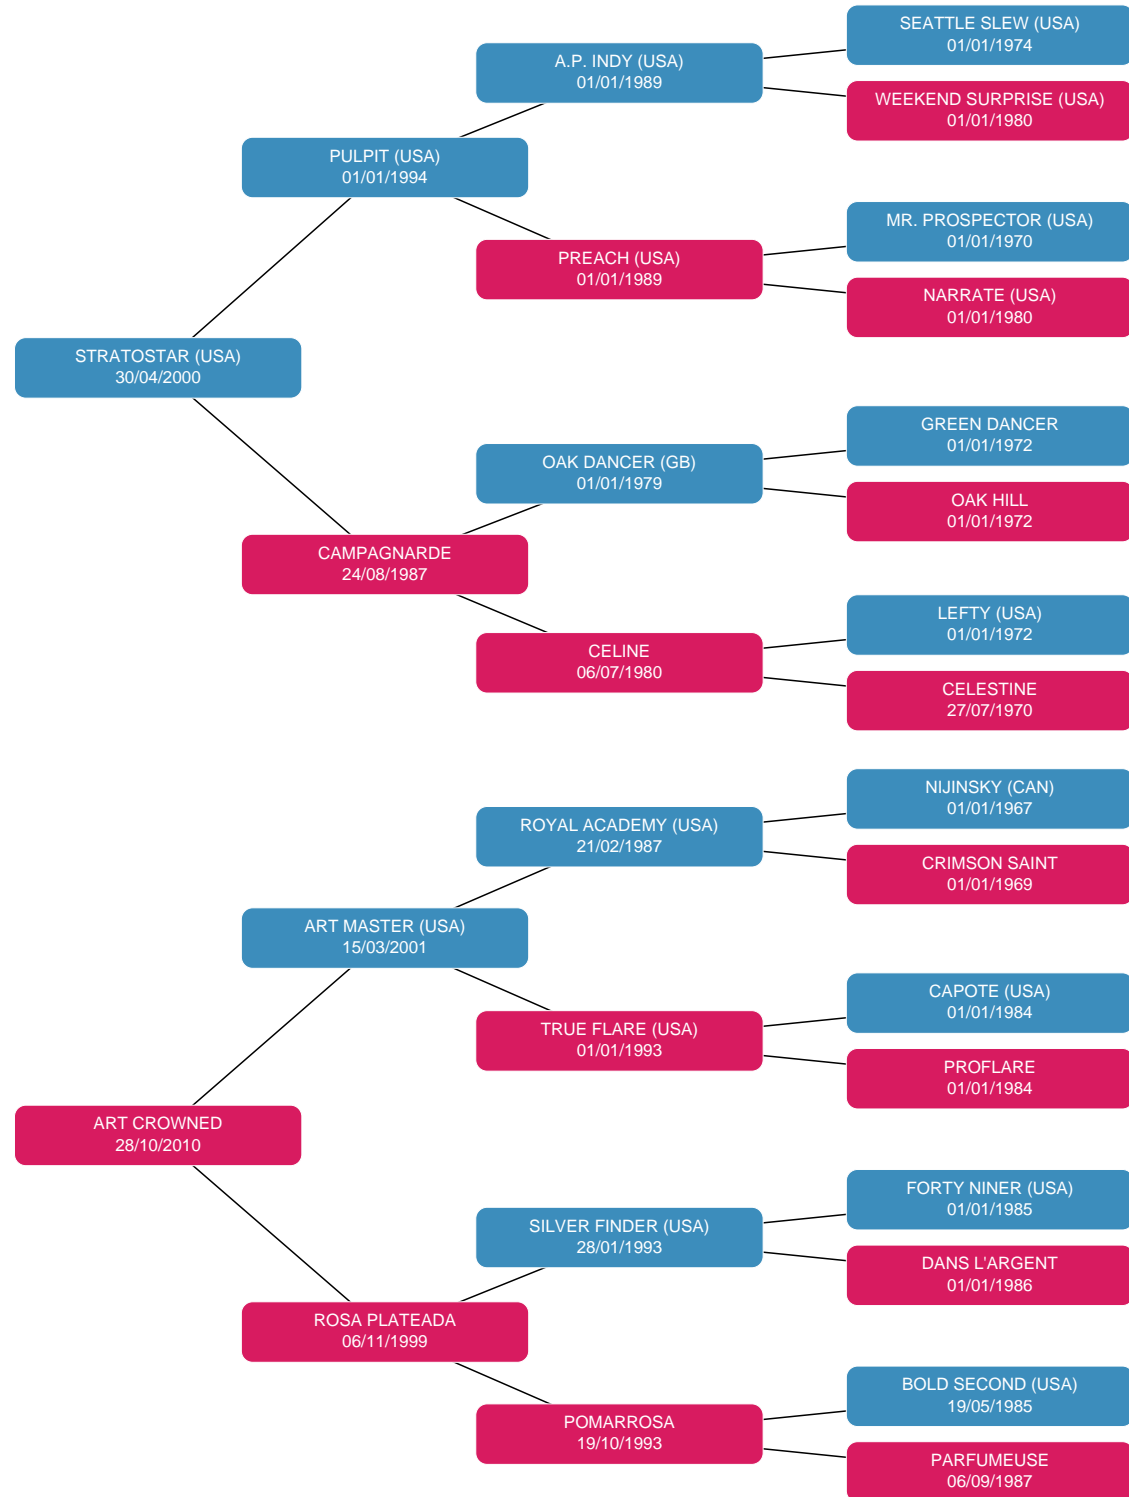 SEATTLE SLEW (USA)
01/01/1974
A.P. INDY (USA)
01/01/1989
WEEKEND SURPRISE (USA)
01/01/1980
PULPIT (USA)
01/01/1994
MR. PROSPECTOR (USA)
01/01/1970
PREACH (USA)
01/01/1989
NARRATE (USA)
01/01/1980
STRATOSTAR (USA)
30/04/2000
GREEN DANCER
01/01/1972
OAK DANCER (GB)
01/01/1979
OAK HILL
01/01/1972
CAMPAGNARDE
24/08/1987
LEFTY (USA)
01/01/1972
CELINE
06/07/1980
CELESTINE
27/07/1970
NIJINSKY (CAN)
01/01/1967
ROYAL ACADEMY (USA)
21/02/1987
CRIMSON SAINT
01/01/1969
ART MASTER (USA)
15/03/2001
CAPOTE (USA)
01/01/1984
TRUE FLARE (USA)
01/01/1993
PROFLARE
01/01/1984
ART CROWNED
28/10/2010
FORTY NINER (USA)
01/01/1985
SILVER FINDER (USA)
28/01/1993
DANS L'ARGENT
01/01/1986
ROSA PLATEADA
06/11/1999
BOLD SECOND (USA)
19/05/1985
POMARROSA
19/10/1993
PARFUMEUSE
06/09/1987